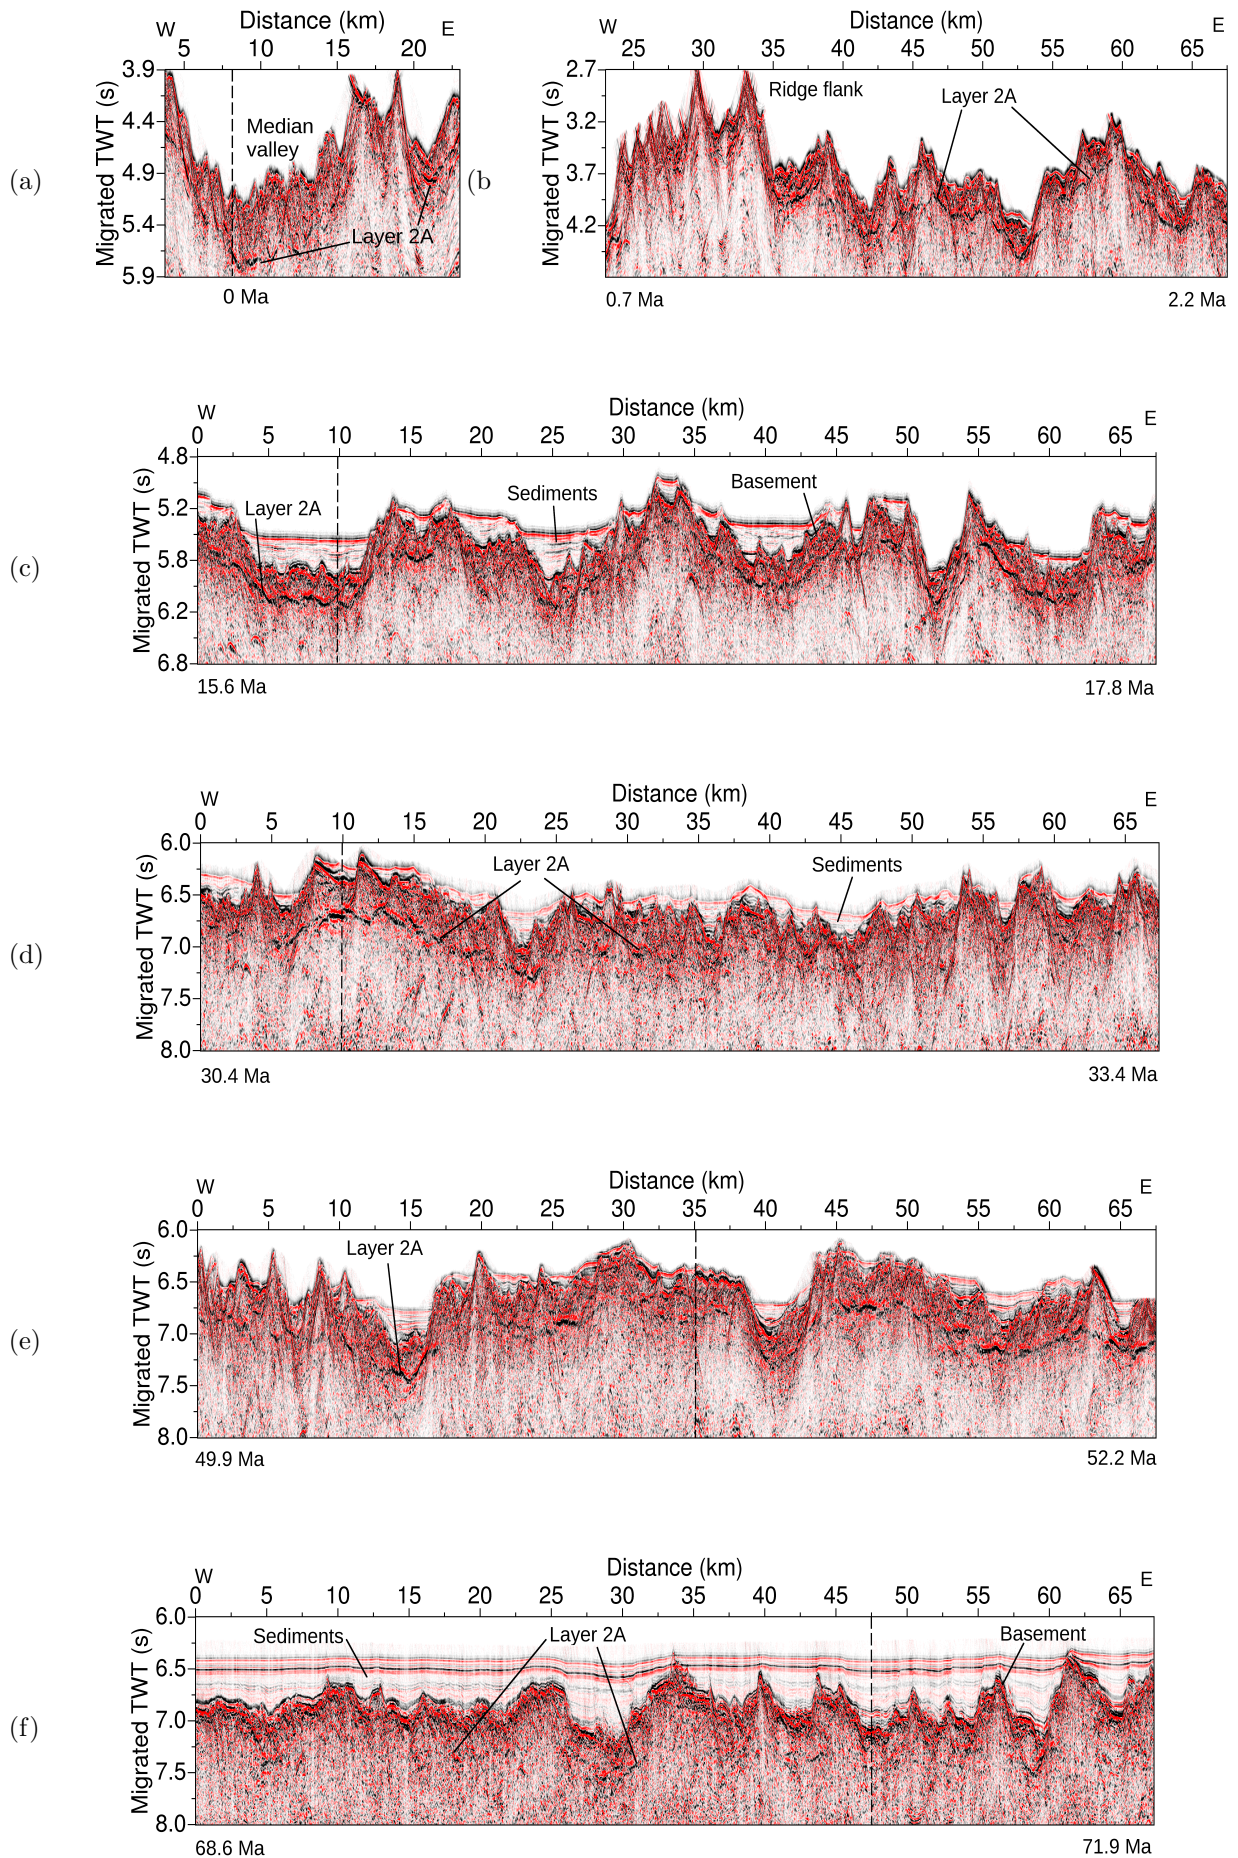 Distance (km)
W E
5 10 15 20
3.9
4.4
4.9
5.4
5.9
Migrated TWT (s)
Median
valley
Layer 2A
0 Ma
(a)
Distance (km)
W E
25 30 35 40 45 50 55 60 65
2.7
3.2
3.7
4.2
Migrated TWT (s)
Ridge flank
Layer 2A
0.7 Ma 2.2 Ma
(b
Distance (km)
W E
0 5 10 15 20 25 30 35 40 45 50 55 60 65
4.8
5.2
5.8
6.2
6.8
Migrated TWT (s)
Layer 2A
Sediments
Basement
15.6 Ma 17.8 Ma
(c)
Distance (km)
W E
0 5 10 15 20 25 30 35 40 45 50 55 60 65
6.0
6.5
7.0
7.5
8.0
Migrated TWT (s)
Layer 2A
Sediments
30.4 Ma 33.4 Ma
(d)
Distance (km)
W E
0 5 10 15 20 25 30 35 40 45 50 55 60 65
6.0
6.5
7.0
7.5
8.0
Migrated TWT (s)
Layer 2A
49.9 Ma 52.2 Ma
(e)
Distance (km)
W E
0 5 10 15 20 25 30 35 40 45 50 55 60 65
6.0
6.5
7.0
7.5
8.0
Migrated TWT (s)
Sediments
Layer 2A
Basement
68.6 Ma 71.9 Ma
(f)